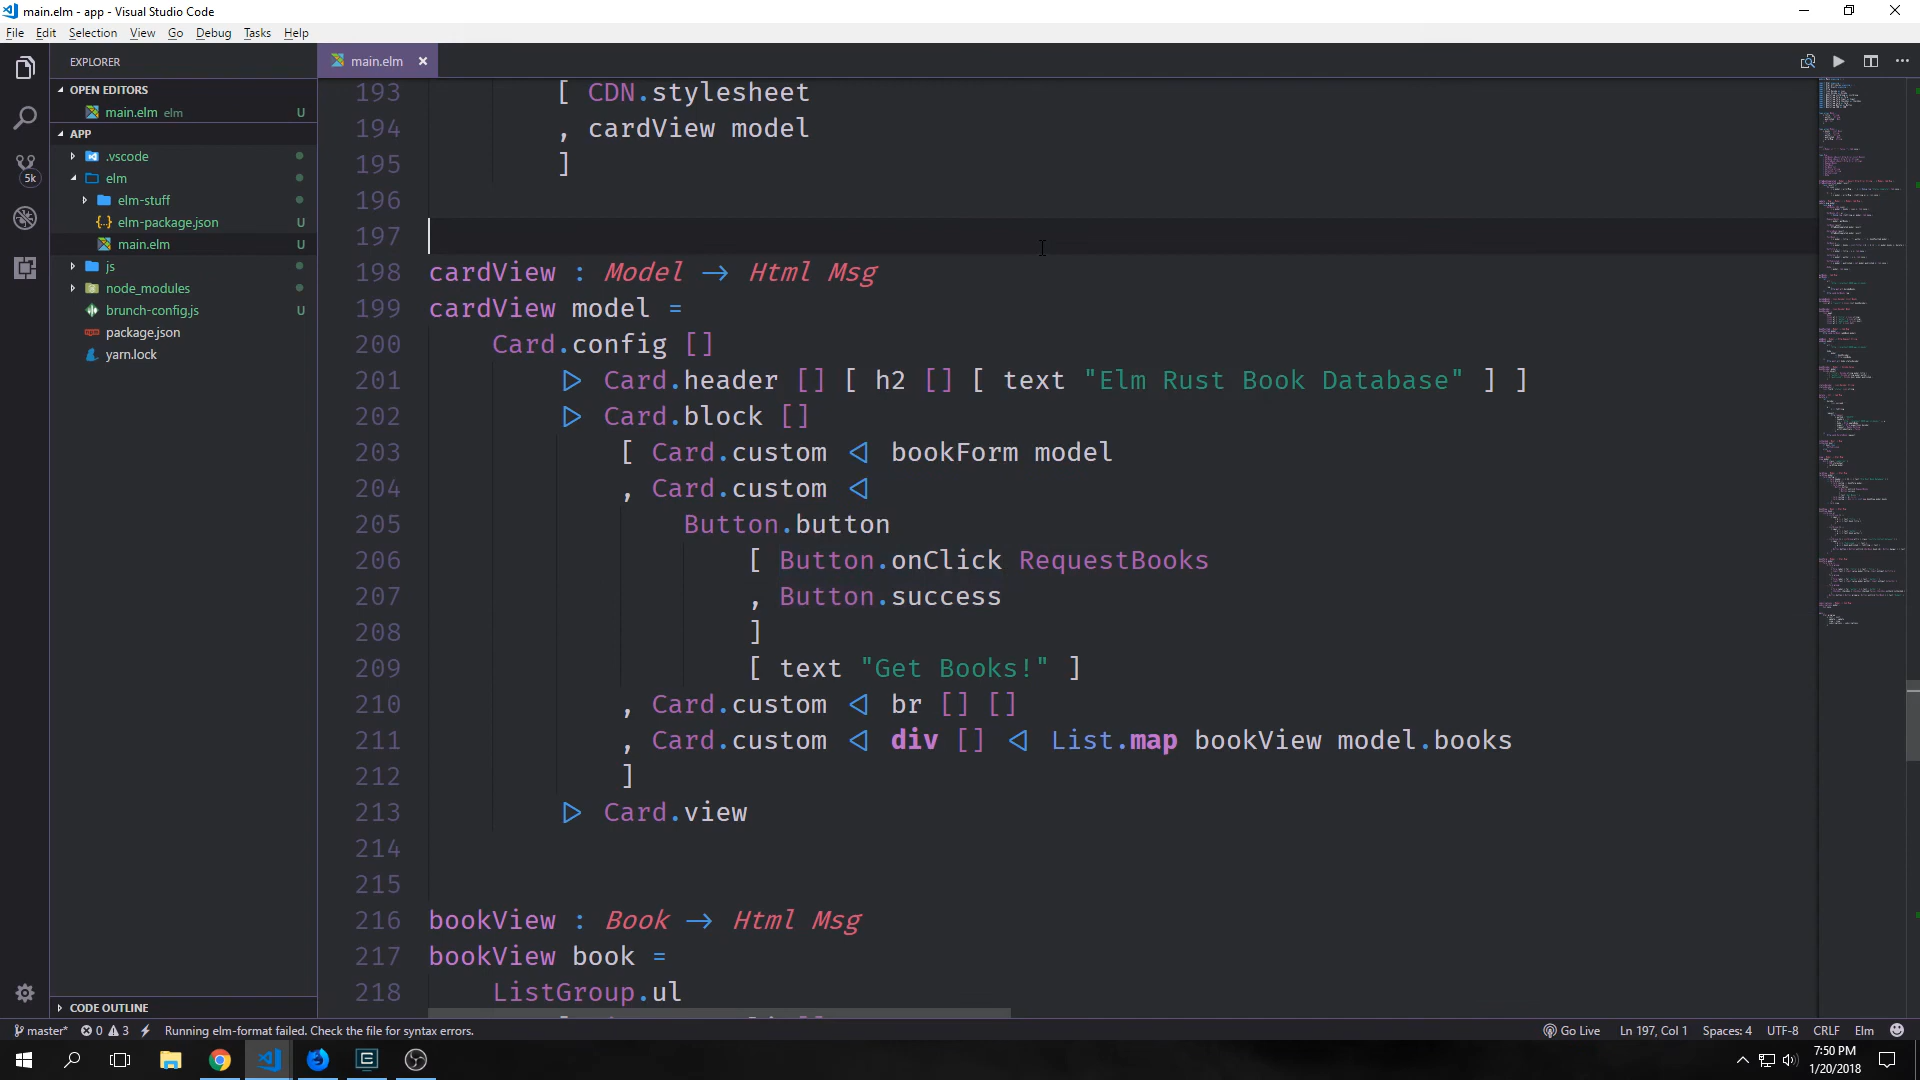 main.elm - app - Visual Studio Code
File Edit Selection View Go Debug Tasks Help
EXPLORER
main.elm
OPEN EDITORS
main.elm elm U
APP
.vscode
elm
elm-stuff
elm-package.json U
main.elm U
js
node_modules
brunch-config.js U
package.json
yarn.lock
5k
CODE OUTLINE
193 [ CDN.stylesheet
194 , cardView model
195 ]
196
197
198 cardView : Model → Html Msg
199 cardView model =
200 Card.config []
201 ▷ Card.header [] [ h2 [] [ text "Elm Rust Book Database" ] ]
202 ▷ Card.block []
203 [ Card.custom ◁ bookForm model
204 , Card.custom ◁
205 Button.button
206 [ Button.onClick RequestBooks
207 , Button.success
208 ]
209 [ text "Get Books!" ]
210 , Card.custom ◁ br [] []
211 , Card.custom ◁ div [] ◁ List.map bookView model.books
212 ]
213 ▷ Card.view
214
215
216 bookView : Book → Html Msg
217 bookView book =
218 ListGroup.ul
master* 0 3 Running elm-format failed. Check the file for syntax errors. Go Live Ln 197, Col 1 Spaces: 4 UTF-8 CRLF Elm
7:50 PM
1/20/2018